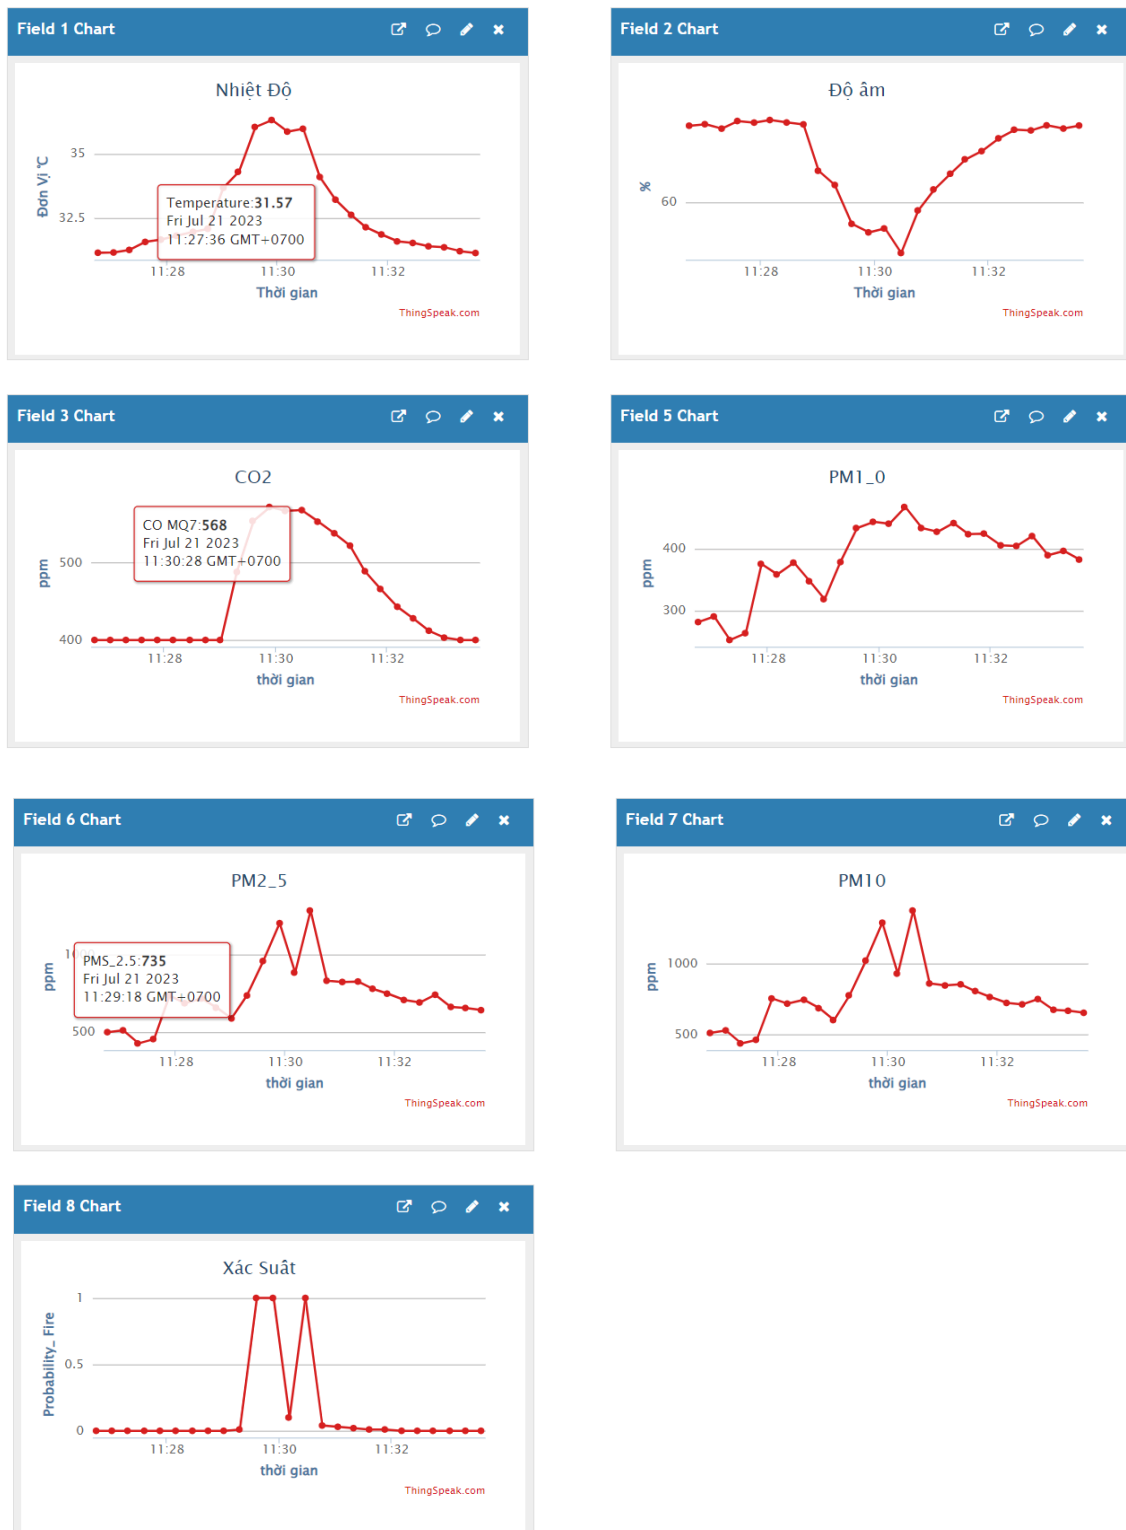 Field 1 Chart
Nhiệt Độ
Đơn Vị °C
35
32.5
Temperature:31.57
Fri Jul 21 2023
11:27:36 GMT+0700
11:28
11:30
11:32
Thời gian
ThingSpeak.com
Field 2 Chart
Độ âm
%
60
11:28
11:30
11:32
Thời gian
ThingSpeak.com
Field 3 Chart
CO2
ppm
500
400
CO MQ7:568
Fri Jul 21 2023
11:30:28 GMT+0700
11:28
11:30
11:32
thời gian
ThingSpeak.com
Field 5 Chart
PM1_0
ppm
400
300
11:28
11:30
11:32
thời gian
ThingSpeak.com
Field 6 Chart
PM2_5
ppm
1000
500
PMS_2.5:735
Fri Jul 21 2023
11:29:18 GMT+0700
11:28
11:30
11:32
thời gian
ThingSpeak.com
Field 7 Chart
PM10
ppm
1000
500
11:28
11:30
11:32
thời gian
ThingSpeak.com
Field 8 Chart
Xác Suất
Probability_ Fire
1
0.5
0
11:28
11:30
11:32
thời gian
ThingSpeak.com